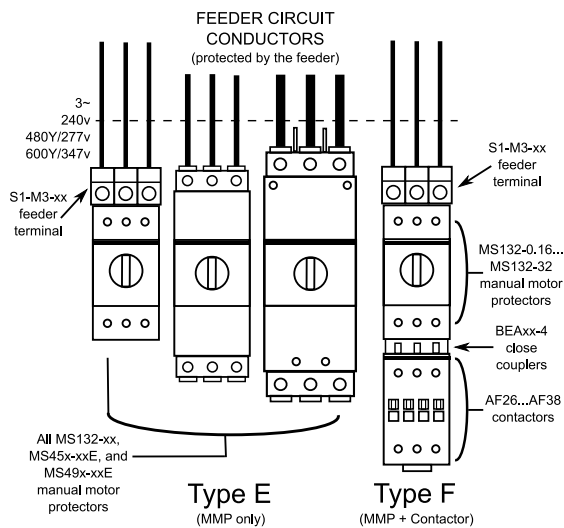 FEEDER CIRCUIT
CONDUCTORS
(protected by the feeder)
3~
240v
480Y/277v
600Y/347v
S1-M3-xx
feeder
terminal
S1-M3-xx
feeder
terminal
MS132-0.16...
MS132-32
manual motor
protectors
BEAxx-4
close
couplers
AF26...AF38
contactors
All MS132-xx,
MS45x-xxE, and
MS49x-xxE
manual motor
protectors
Type E
(MMP only)
Type F
(MMP + Contactor)